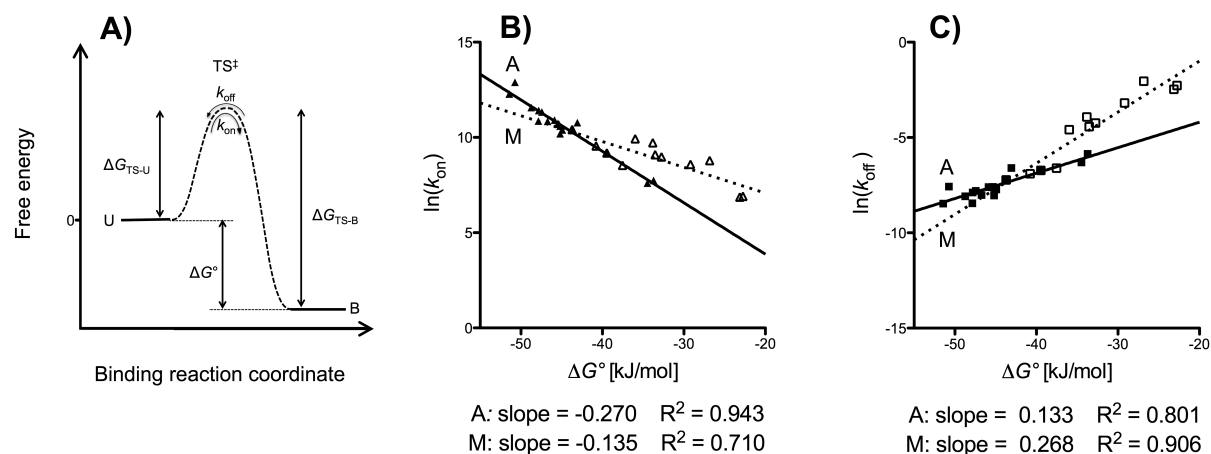 A)
TS‡
koff
kon
ΔGTS-U
ΔGTS-B
ΔG°
0
U
B
Free energy
Binding reaction coordinate
B)
15
10
5
0
-50
-40
-30
-20
A
M
ln(kon)
ΔG° [kJ/mol]
A: slope = -0.270 R² = 0.943
M: slope = -0.135 R² = 0.710
C)
0
-5
-10
-15
-50
-40
-30
-20
A
M
ln(koff)
ΔG° [kJ/mol]
A: slope = 0.133 R² = 0.801
M: slope = 0.268 R² = 0.906